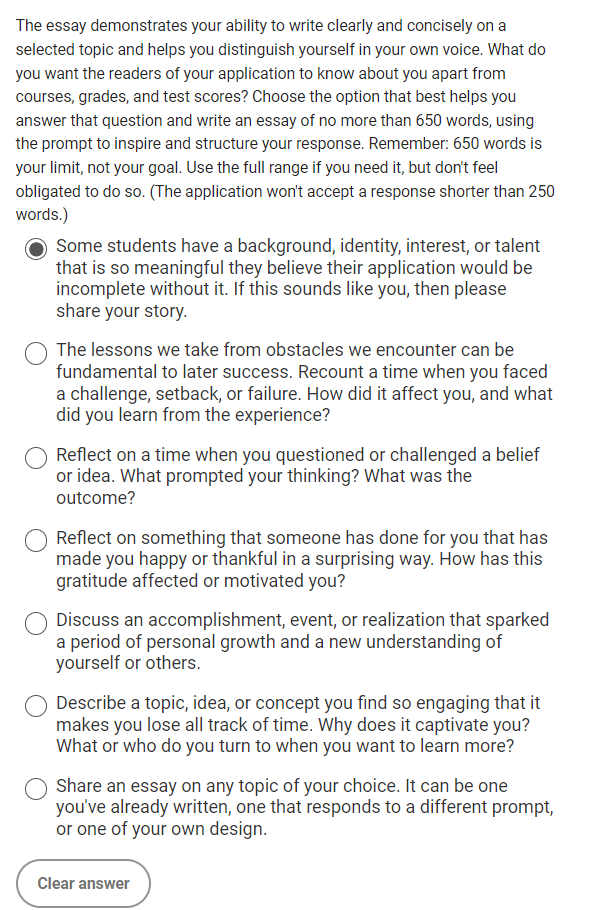 The essay demonstrates your ability to write clearly and concisely on a
selected topic and helps you distinguish yourself in your own voice. What do
you want the readers of your application to know about you apart from
courses, grades, and test scores? Choose the option that best helps you
answer that question and write an essay of no more than 650 words, using
the prompt to inspire and structure your response. Remember: 650 words is
your limit, not your goal. Use the full range if you need it, but don't feel
obligated to do so. (The application won't accept a response shorter than 250
words.)
Some students have a background, identity, interest, or talent
that is so meaningful they believe their application would be
incomplete without it. If this sounds like you, then please
share your story.
The lessons we take from obstacles we encounter can be
fundamental to later success. Recount a time when you faced
a challenge, setback, or failure. How did it affect you, and what
did you learn from the experience?
Reflect on a time when you questioned or challenged a belief
or idea. What prompted your thinking? What was the
outcome?
Reflect on something that someone has done for you that has
made you happy or thankful in a surprising way. How has this
gratitude affected or motivated you?
Discuss an accomplishment, event, or realization that sparked
a period of personal growth and a new understanding of
yourself or others.
Describe a topic, idea, or concept you find so engaging that it
makes you lose all track of time. Why does it captivate you?
What or who do you turn to when you want to learn more?
Share an essay on any topic of your choice. It can be one
you've already written, one that responds to a different prompt,
or one of your own design.
Clear answer